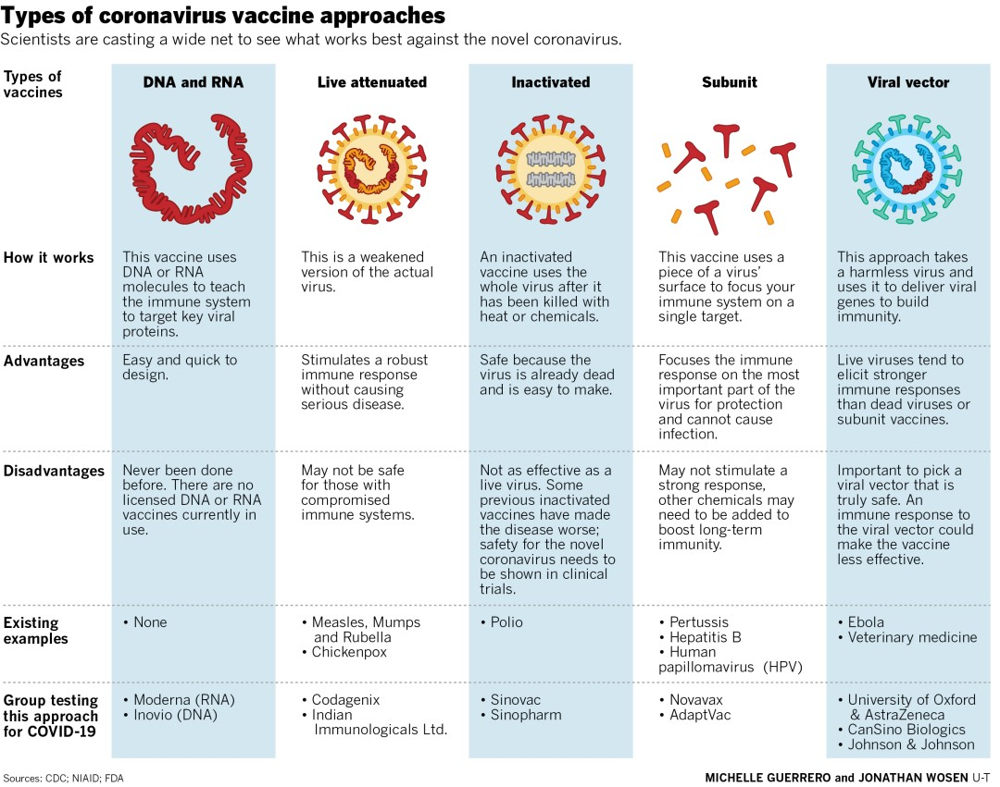 Types of coronavirus vaccine approaches
Scientists are casting a wide net to see what works best against the novel coronavirus.
Types of
vaccines
DNA and RNA
Live attenuated
Inactivated
Subunit
Viral vector
How it works
This vaccine uses
DNA or RNA
molecules to teach
the immune system
to target key viral
proteins.
This is a weakened
version of the actual
virus.
An inactivated
vaccine uses the
whole virus after it
has been killed with
heat or chemicals.
This vaccine uses a
piece of a virus’
surface to focus your
immune system on a
single target.
This approach takes
a harmless virus and
uses it to deliver viral
genes to build
immunity.
Advantages
Easy and quick to
design.
Stimulates a robust
immune response
without causing
serious disease.
Safe because the
virus is already dead
and is easy to make.
Focuses the immune
response on the most
important part of the
virus for protection
and cannot cause
infection.
Live viruses tend to
elicit stronger
immune responses
than dead viruses or
subunit vaccines.
Disadvantages
Never been done
before. There are no
licensed DNA or RNA
vaccines currently in
use.
May not be safe
for those with
compromised
immune systems.
Not as effective as a
live virus. Some
previous inactivated
vaccines have made
the disease worse;
safety for the novel
coronavirus needs to
be shown in clinical
trials.
May not stimulate a
strong response,
other chemicals may
need to be added to
boost long-term
immunity.
Important to pick a
viral vector that is
truly safe. An
immune response to
the viral vector could
make the vaccine
less effective.
Existing
examples
• None
• Measles, Mumps
and Rubella
• Chickenpox
• Polio
• Pertussis
• Hepatitis B
• Human
papillomavirus (HPV)
• Ebola
• Veterinary medicine
Group testing
this approach
for COVID-19
• Moderna (RNA)
• Inovio (DNA)
• Codagenix
• Indian
Immunologicals Ltd.
• Sinovac
• Sinopharm
• Novavax
• AdaptVac
• University of Oxford
& AstraZeneca
• CanSino Biologics
• Johnson & Johnson
Sources: CDC; NIAID; FDA
MICHELLE GUERRERO and JONATHAN WOSEN U-T